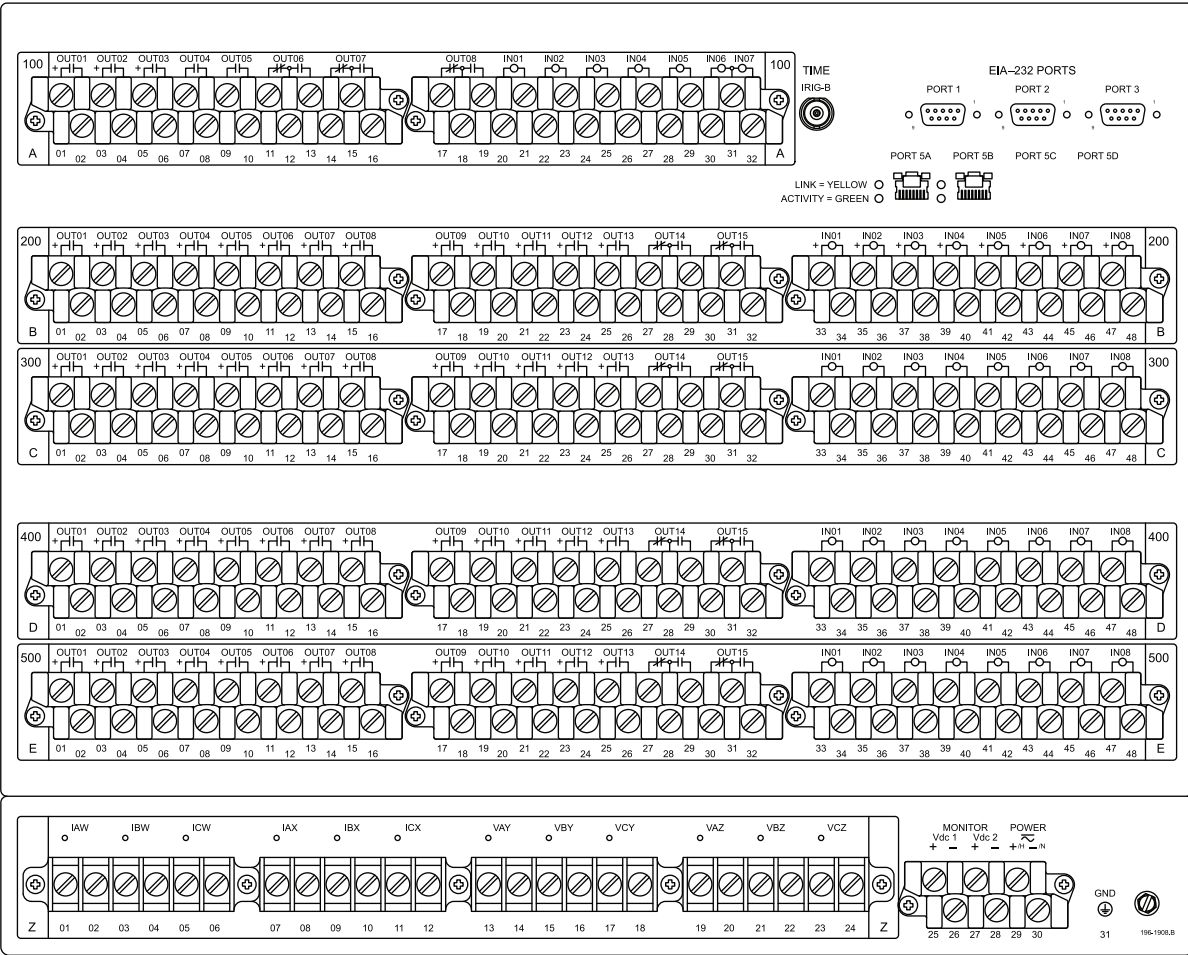 100 OUT01 OUT02 OUT03 OUT04 OUT05 OUT06 OUT07 OUT08 IN01 IN02 IN03 IN04 IN05 IN06 IN07 100
+ + +
A 01 02 03 04 05 06 07 08 09 10 11 12 13 14 15 16 17 18 19 20 21 22 23 24 25 26 27 28 29 30 31 32 A
TIME
IRIG-B
EIA–232 PORTS
PORT 1 PORT 2 PORT 3
1 1 1
9 9 9
PORT 5A PORT 5B PORT 5C PORT 5D
LINK = YELLOW
ACTIVITY = GREEN
200 OUT01 OUT02 OUT03 OUT04 OUT05 OUT06 OUT07 OUT08 OUT09 OUT10 OUT11 OUT12 OUT13 OUT14 OUT15 IN01 IN02 IN03 IN04 IN05 IN06 IN07 IN08 200
+ + + + + + + + + + + + + + + + + + + + +
B 01 02 03 04 05 06 07 08 09 10 11 12 13 14 15 16 17 18 19 20 21 22 23 24 25 26 27 28 29 30 31 32 33 34 35 36 37 38 39 40 41 42 43 44 45 46 47 48 B
300 OUT01 OUT02 OUT03 OUT04 OUT05 OUT06 OUT07 OUT08 OUT09 OUT10 OUT11 OUT12 OUT13 OUT14 OUT15 IN01 IN02 IN03 IN04 IN05 IN06 IN07 IN08 300
+ + + + + + + + + + + + +
C 01 02 03 04 05 06 07 08 09 10 11 12 13 14 15 16 17 18 19 20 21 22 23 24 25 26 27 28 29 30 31 32 33 34 35 36 37 38 39 40 41 42 43 44 45 46 47 48 C
400 OUT01 OUT02 OUT03 OUT04 OUT05 OUT06 OUT07 OUT08 OUT09 OUT10 OUT11 OUT12 OUT13 OUT14 OUT15 IN01 IN02 IN03 IN04 IN05 IN06 IN07 IN08 400
+ + + + + + + + + + + + +
D 01 02 03 04 05 06 07 08 09 10 11 12 13 14 15 16 17 18 19 20 21 22 23 24 25 26 27 28 29 30 31 32 33 34 35 36 37 38 39 40 41 42 43 44 45 46 47 48 D
500 OUT01 OUT02 OUT03 OUT04 OUT05 OUT06 OUT07 OUT08 OUT09 OUT10 OUT11 OUT12 OUT13 OUT14 OUT15 IN01 IN02 IN03 IN04 IN05 IN06 IN07 IN08 500
+ + + + + + + + + + + + +
E 01 02 03 04 05 06 07 08 09 10 11 12 13 14 15 16 17 18 19 20 21 22 23 24 25 26 27 28 29 30 31 32 33 34 35 36 37 38 39 40 41 42 43 44 45 46 47 48 E
IAW IBW ICW IAX IBX ICX VAY VBY VCY VAZ VBZ VCZ
Z 01 02 03 04 05 06 07 08 09 10 11 12 13 14 15 16 17 18 19 20 21 22 23 24 Z
MONITOR POWER
Vdc 1 Vdc 2
+ − + − +/H −/N
25 26 27 28 29 30
GND
31
196-1908.B